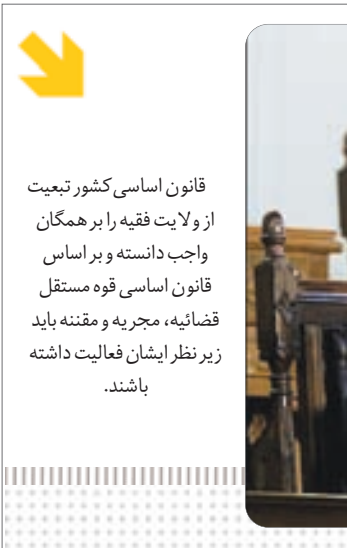 قانون اساسی کشور تبعیت
از ولایت فقیه را بر همگان
واجب دانسته و بر اساس
قانون اساسی قوه مستقل
قضائیه، مجریه و مقننه باید
زیر نظر ایشان فعالیت داشته
باشند.